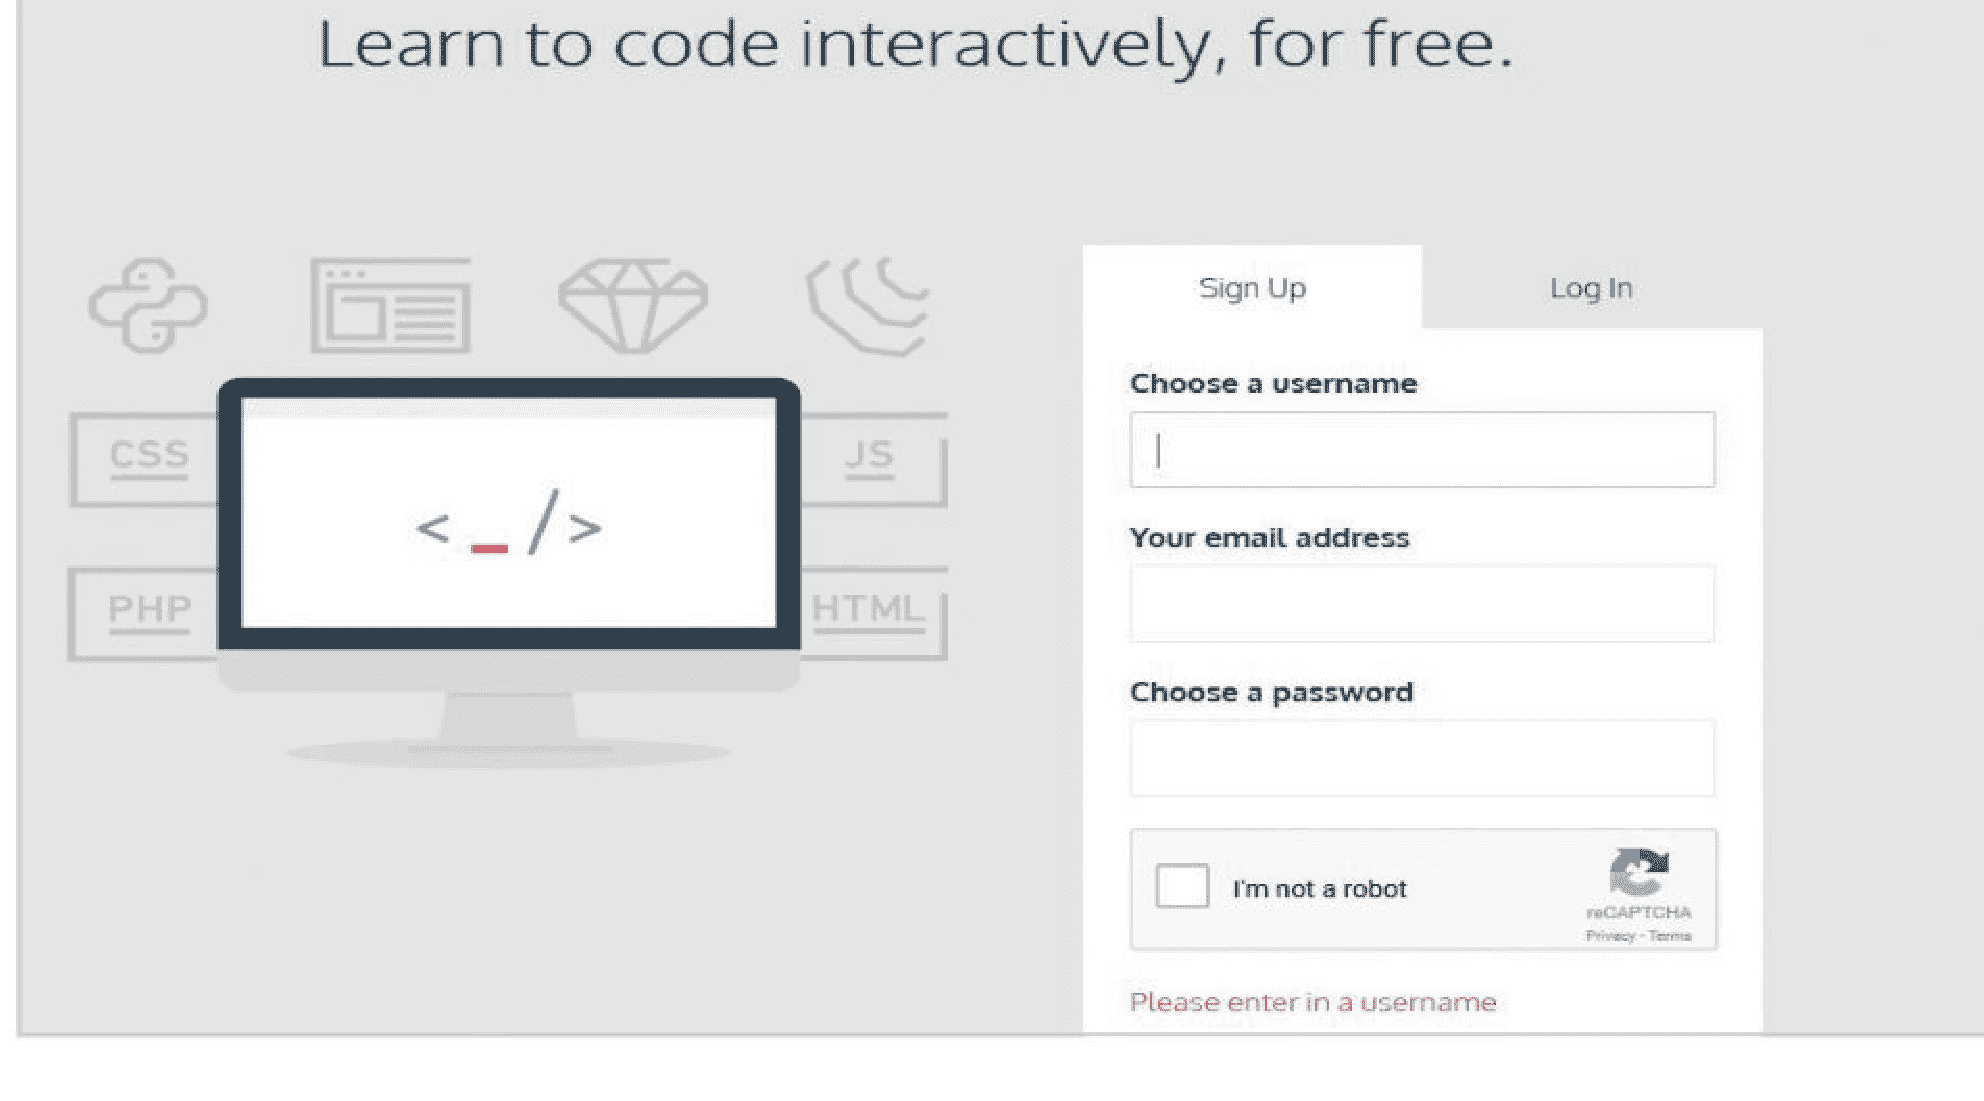 Learn to code interactively, for free.
Sign Up
Log In
CSS
JS
< _ / >
PHP
HTML
Choose a username
Your email address
Choose a password
I'm not a robot
reCAPTCHA
Privacy - Terms
Please enter in a username